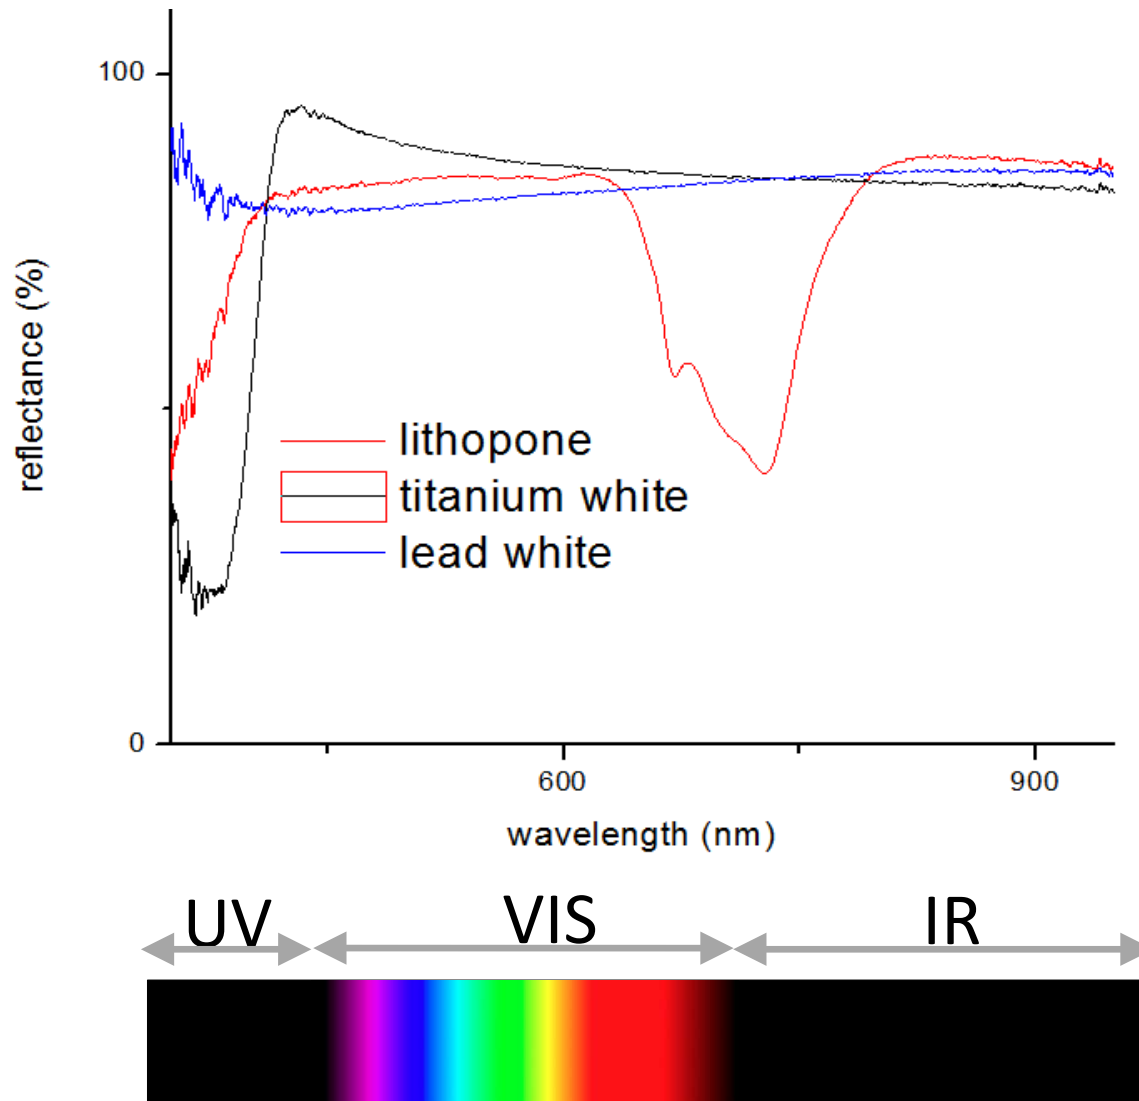 100
reflectance (%)
lithopone
titanium white
lead white
0
600
900
wavelength (nm)
UV
VIS
IR